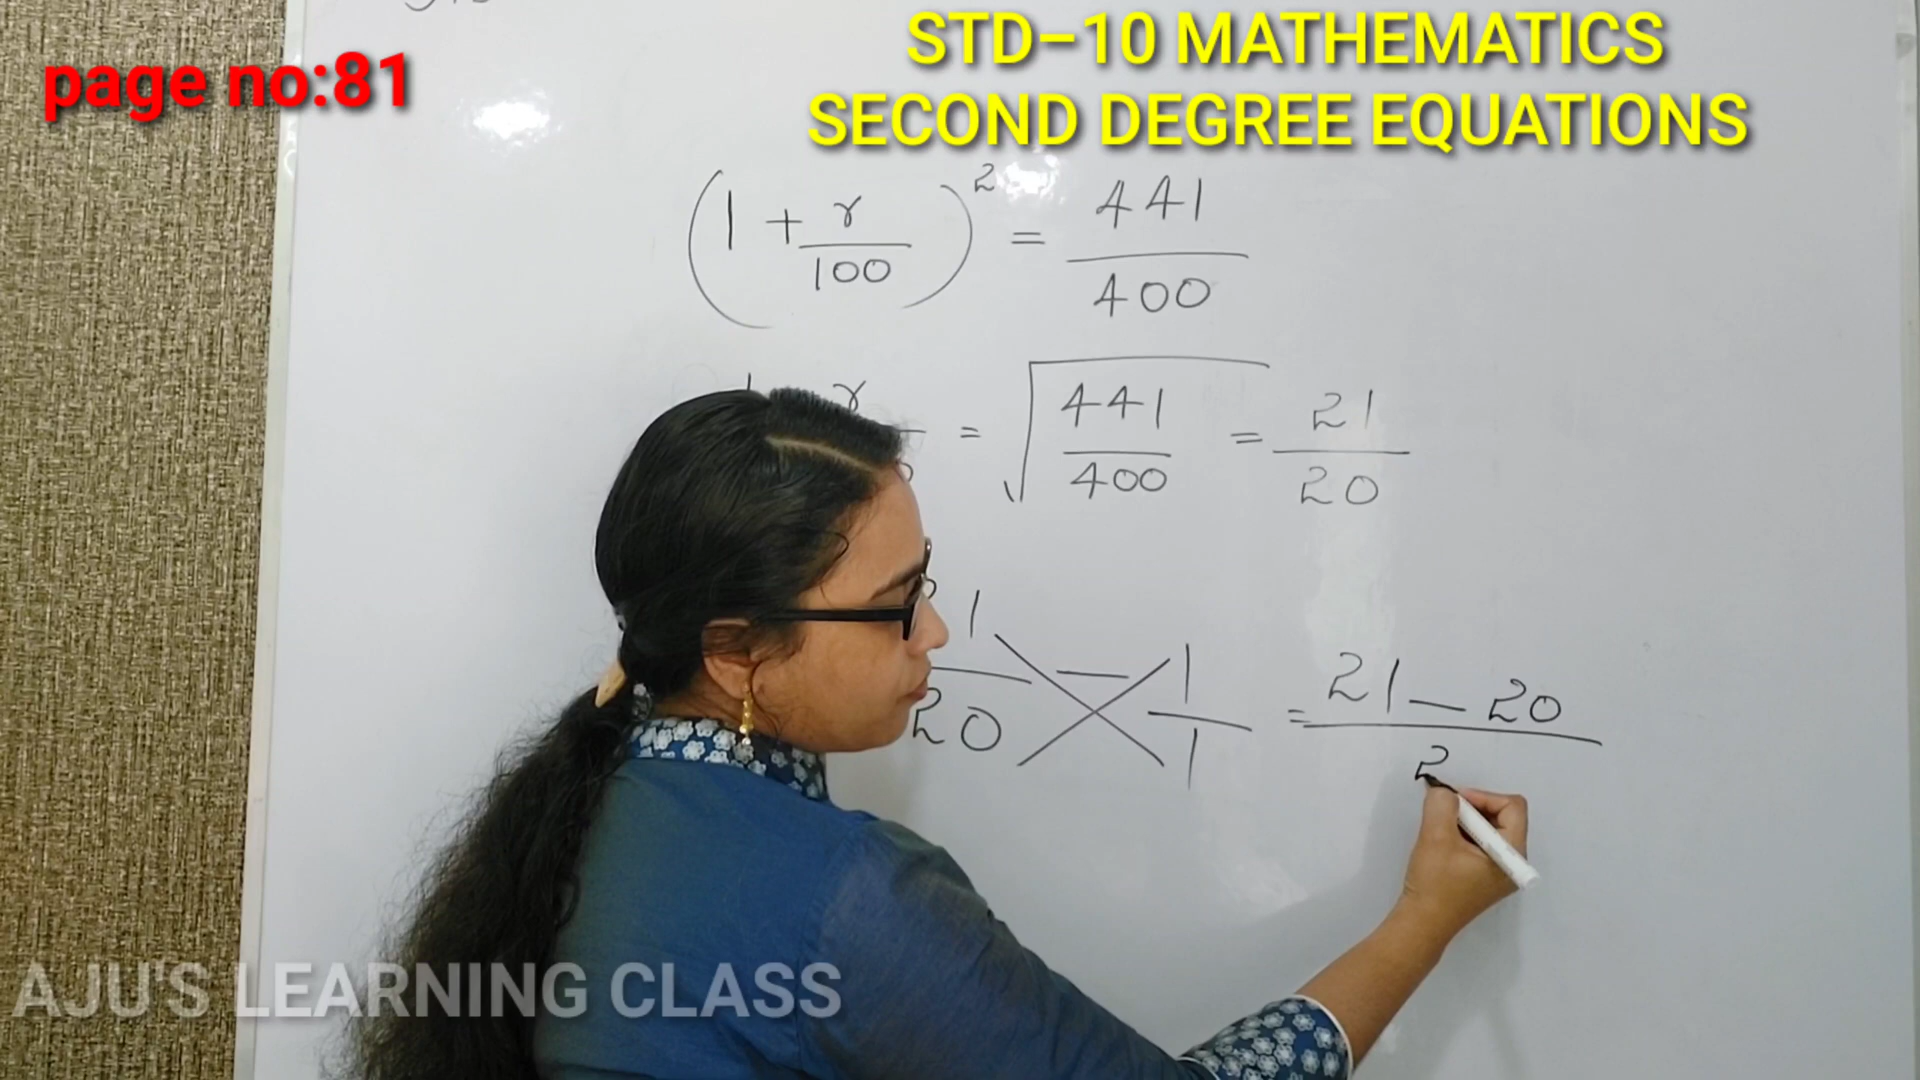 STD–10 MATHEMATICS
SECOND DEGREE EQUATIONS
page no:81
(1 + r/100)² = 441/400
r = √(441/400) = 21/20
1/20 — 1/1 = 21 — 20 / 2
AJU'S LEARNING CLASS